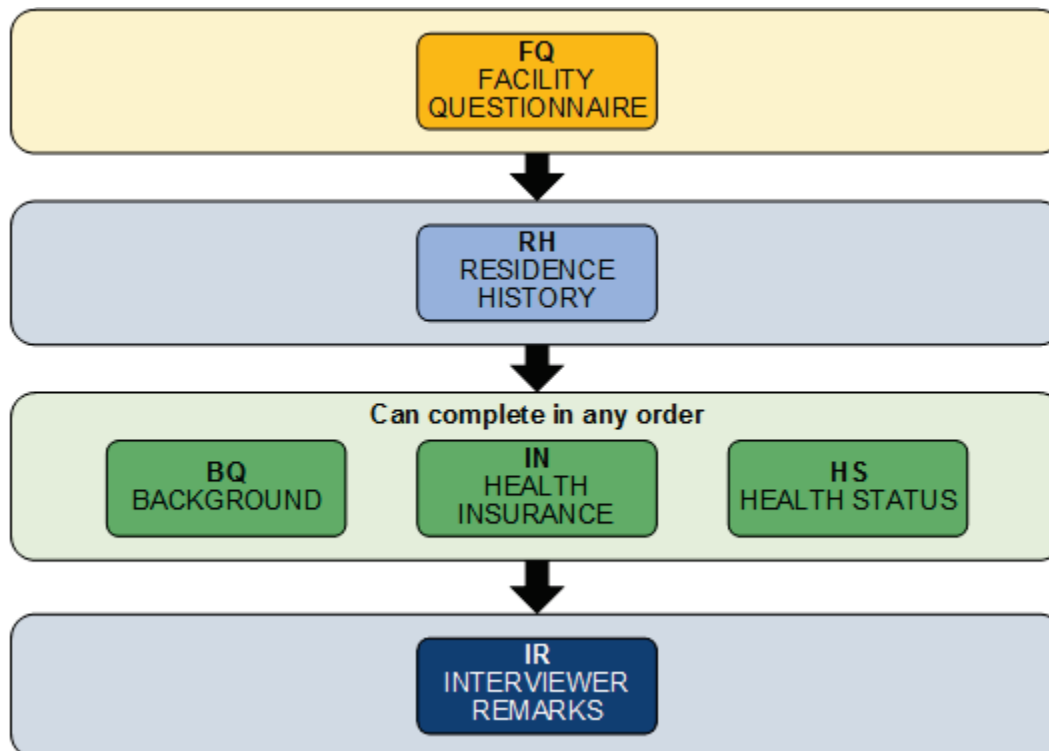 FQ
FACILITY
QUESTIONNAIRE
RH
RESIDENCE
HISTORY
Can complete in any order
BQ
BACKGROUND
IN
HEALTH
INSURANCE
HS
HEALTH STATUS
IR
INTERVIEWER
REMARKS